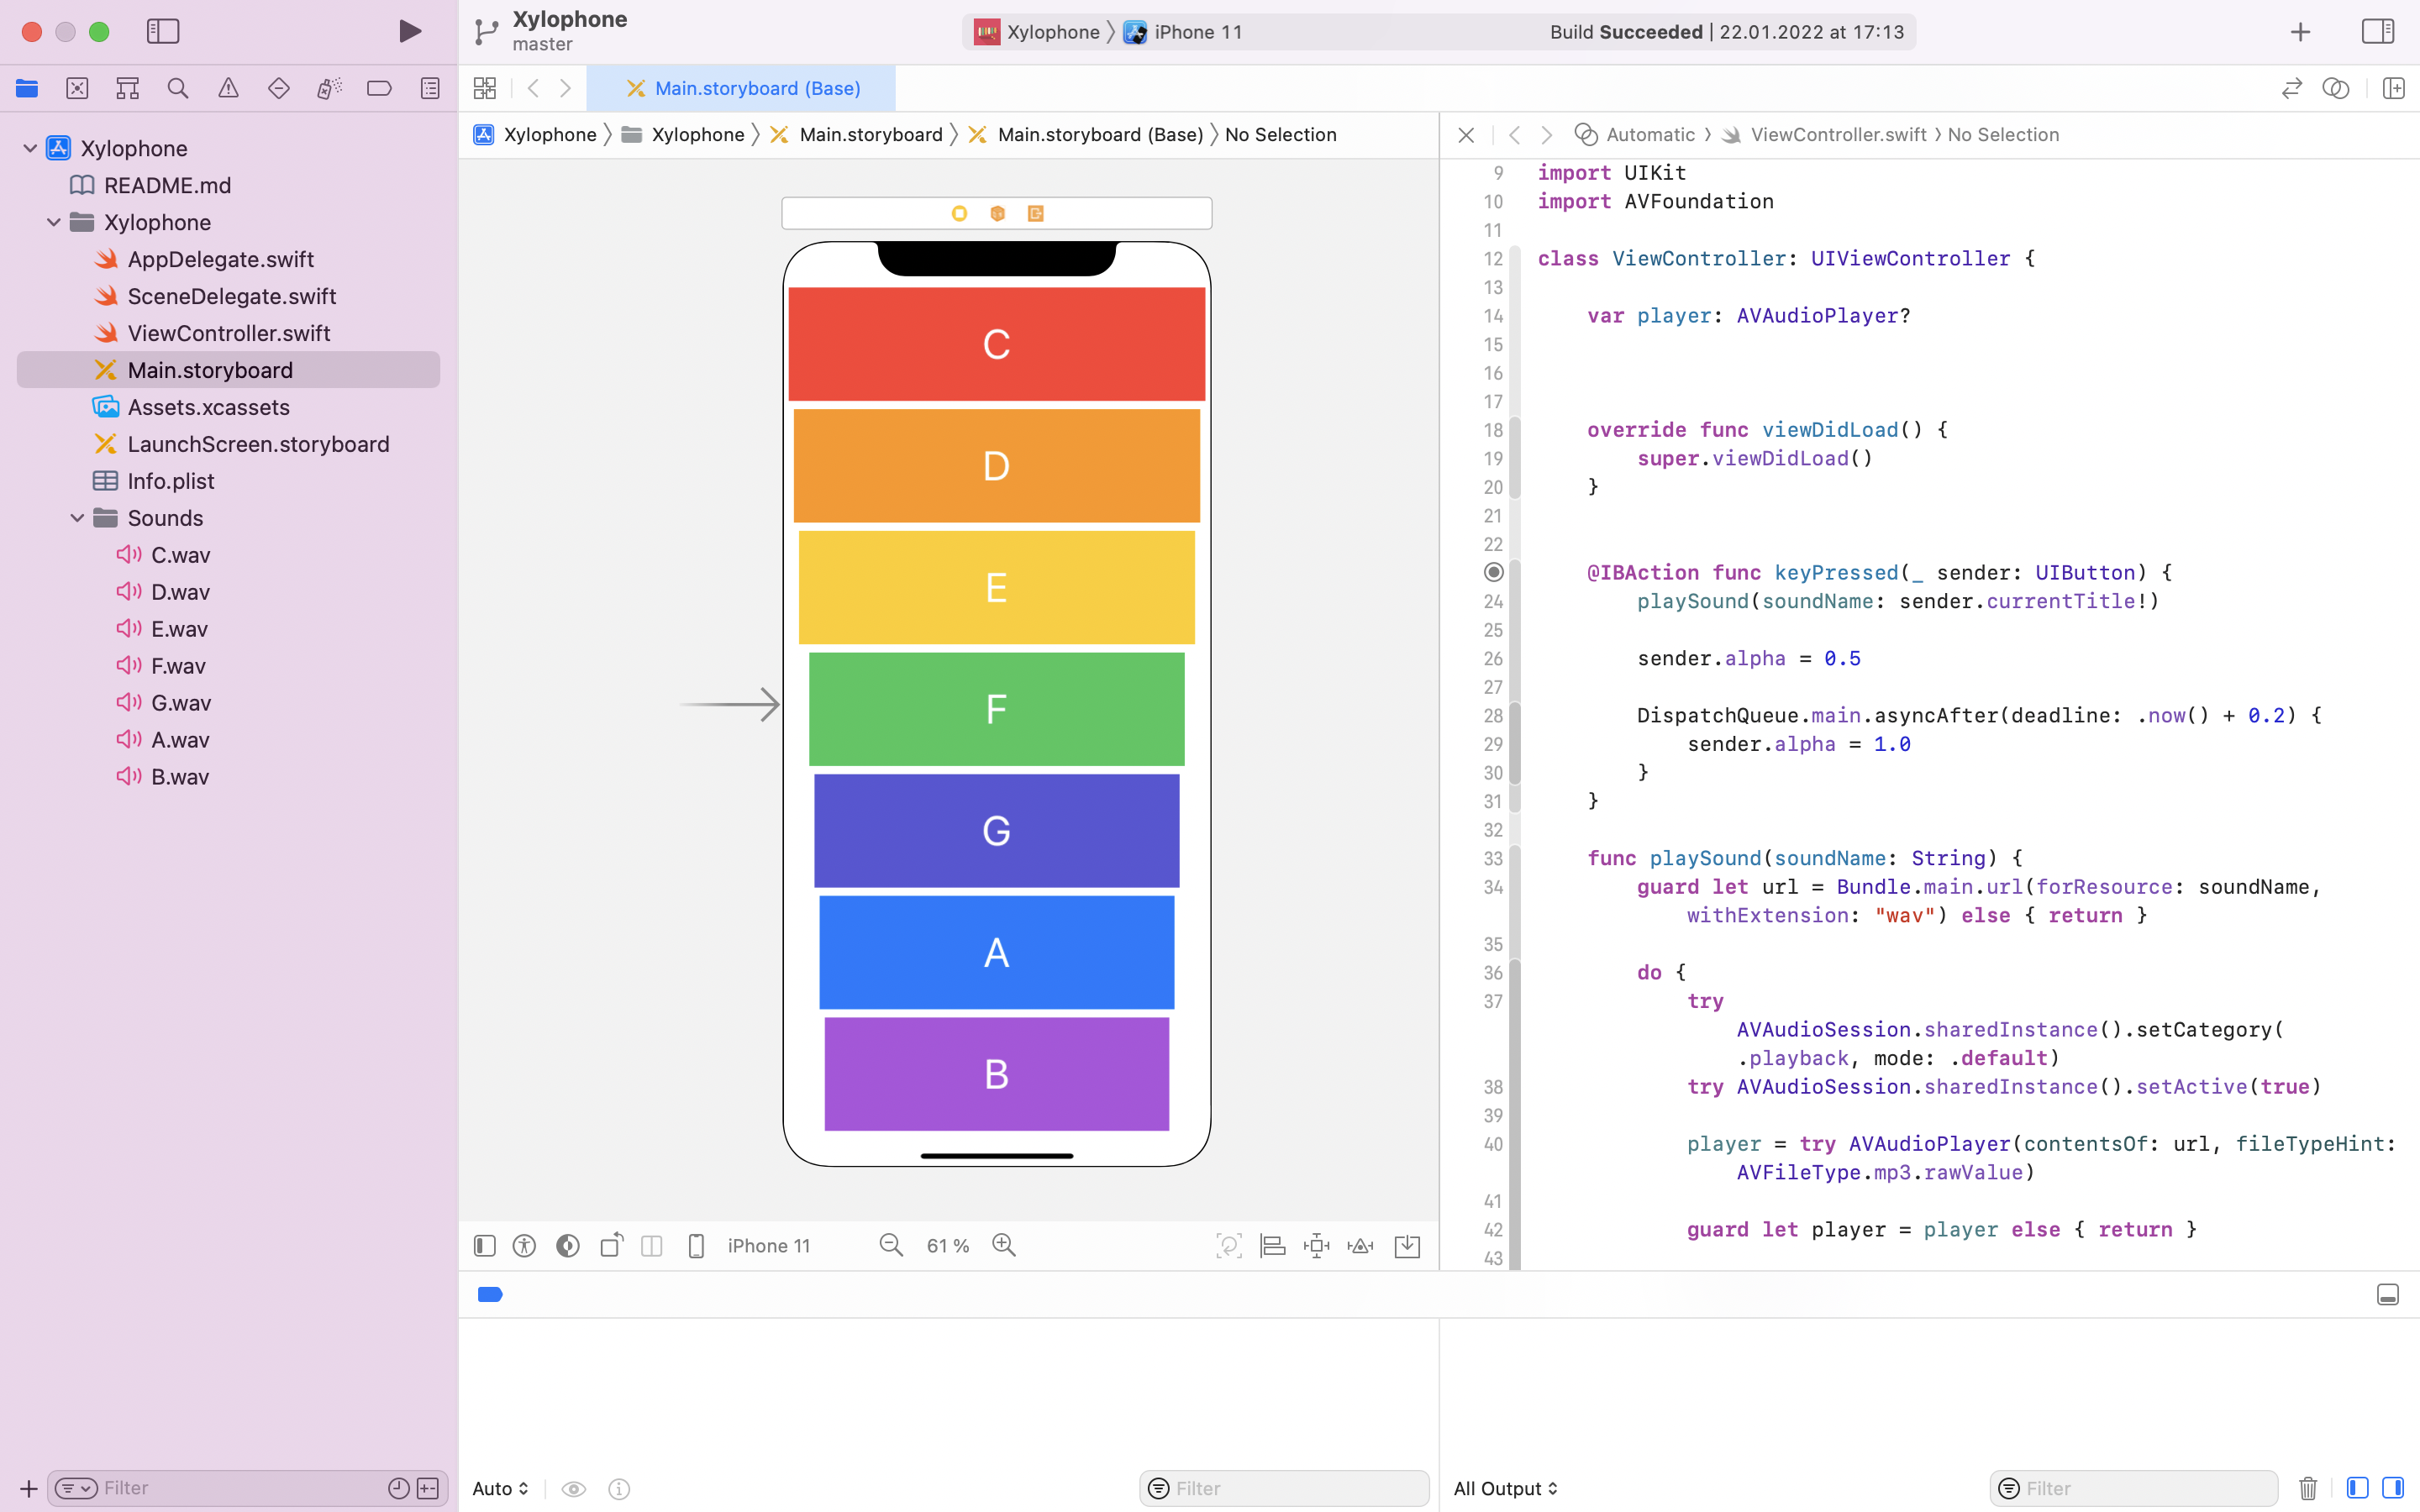 Xylophone
master
Xylophone
iPhone 11
Build Succeeded | 22.01.2022 at 17:13
Main.storyboard (Base)
Xylophone
README.md
Xylophone
AppDelegate.swift
SceneDelegate.swift
ViewController.swift
Main.storyboard
Assets.xcassets
LaunchScreen.storyboard
Info.plist
Sounds
C.wav
D.wav
E.wav
F.wav
G.wav
A.wav
B.wav
Filter
Xylophone
Xylophone
Main.storyboard
Main.storyboard (Base)
No Selection
C
D
E
F
G
A
B
iPhone 11
61 %
Automatic
ViewController.swift
No Selection
9 import UIKit
10 import AVFoundation
11
12 class ViewController: UIViewController {
13
14 var player: AVAudioPlayer?
15
16
17
18 override func viewDidLoad() {
19 super.viewDidLoad()
20 }
21
22
@IBAction func keyPressed(_ sender: UIButton) {
24 playSound(soundName: sender.currentTitle!)
25
26 sender.alpha = 0.5
27
28 DispatchQueue.main.asyncAfter(deadline: .now() + 0.2) {
29 sender.alpha = 1.0
30 }
31 }
32
33 func playSound(soundName: String) {
34 guard let url = Bundle.main.url(forResource: soundName,
withExtension: "wav") else { return }
35
36 do {
37 try
AVAudioSession.sharedInstance().setCategory(
.playback, mode: .default)
38 try AVAudioSession.sharedInstance().setActive(true)
39
40 player = try AVAudioPlayer(contentsOf: url, fileTypeHint:
AVFileType.mp3.rawValue)
41
42 guard let player = player else { return }
43
Auto
Filter
All Output
Filter